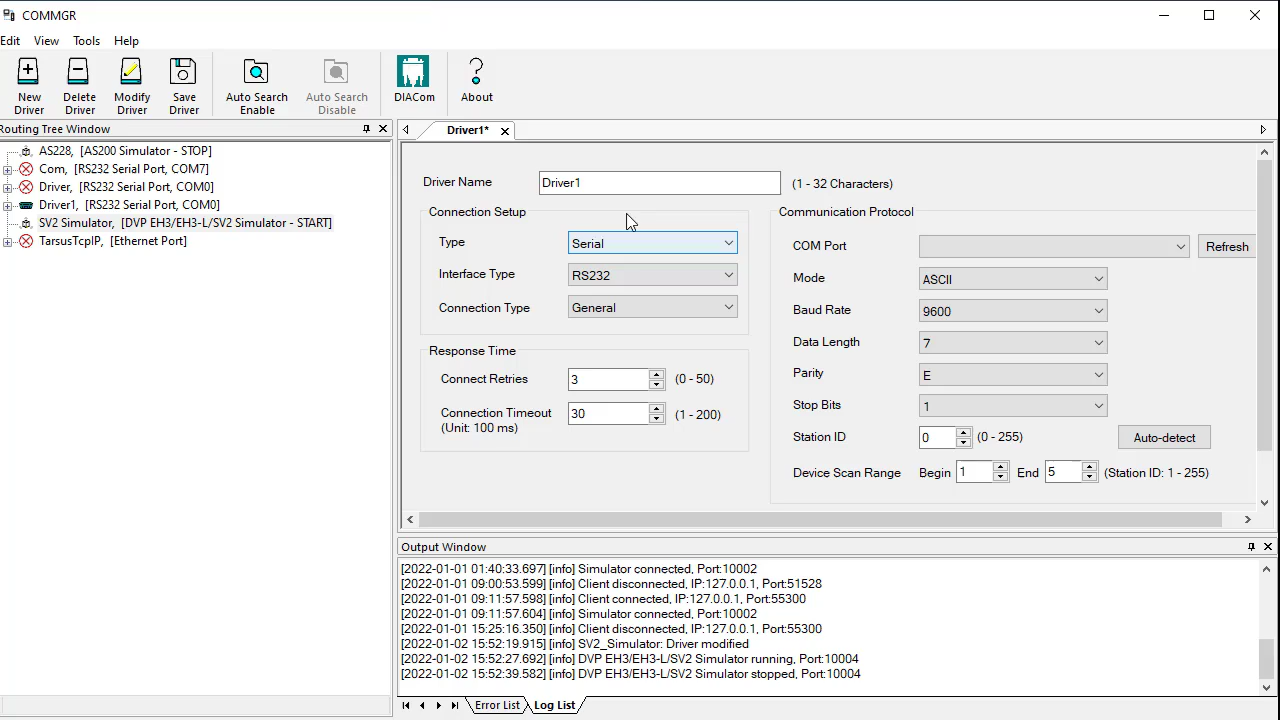 COMMGR
Edit View Tools Help
New Driver
Delete Driver
Modify Driver
Save Driver
Auto Search Enable
Auto Search Disable
DIACom
About
Routing Tree Window
AS228, [AS200 Simulator - STOP]
Com, [RS232 Serial Port, COM7]
Driver, [RS232 Serial Port, COM0]
Driver1, [RS232 Serial Port, COM0]
SV2 Simulator, [DVP EH3/EH3-L/SV2 Simulator - START]
TarsusTcpIP, [Ethernet Port]
Driver1*
Driver Name Driver1 (1 - 32 Characters)
Connection Setup
Type Serial
Interface Type RS232
Connection Type General
Response Time
Connect Retries 3 (0 - 50)
Connection Timeout 30 (1 - 200)
(Unit: 100 ms)
Communication Protocol
COM Port Refresh
Mode ASCII
Baud Rate 9600
Data Length 7
Parity E
Stop Bits 1
Station ID 0 (0 - 255) Auto-detect
Device Scan Range Begin 1 End 5 (Station ID: 1 - 255)
Output Window
[2022-01-01 01:40:33.697] [info] Simulator connected, Port:10002
[2022-01-01 09:00:53.599] [info] Client disconnected, IP:127.0.0.1, Port:51528
[2022-01-01 09:11:57.598] [info] Client connected, IP:127.0.0.1, Port:55300
[2022-01-01 09:11:57.604] [info] Simulator connected, Port:10002
[2022-01-01 15:25:16.350] [info] Client disconnected, IP:127.0.0.1, Port:55300
[2022-01-02 15:52:19.915] [info] SV2_Simulator: Driver modified
[2022-01-02 15:52:27.692] [info] DVP EH3/EH3-L/SV2 Simulator running, Port:10004
[2022-01-02 15:52:39.582] [info] DVP EH3/EH3-L/SV2 Simulator stopped, Port:10004
Error List Log List